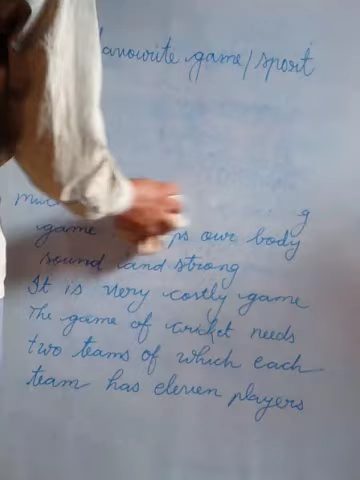 favourite game/sport
g
game ps our body
sound and strong
It is very costly game
The game of cricket needs
two teams of which each
team has eleven players